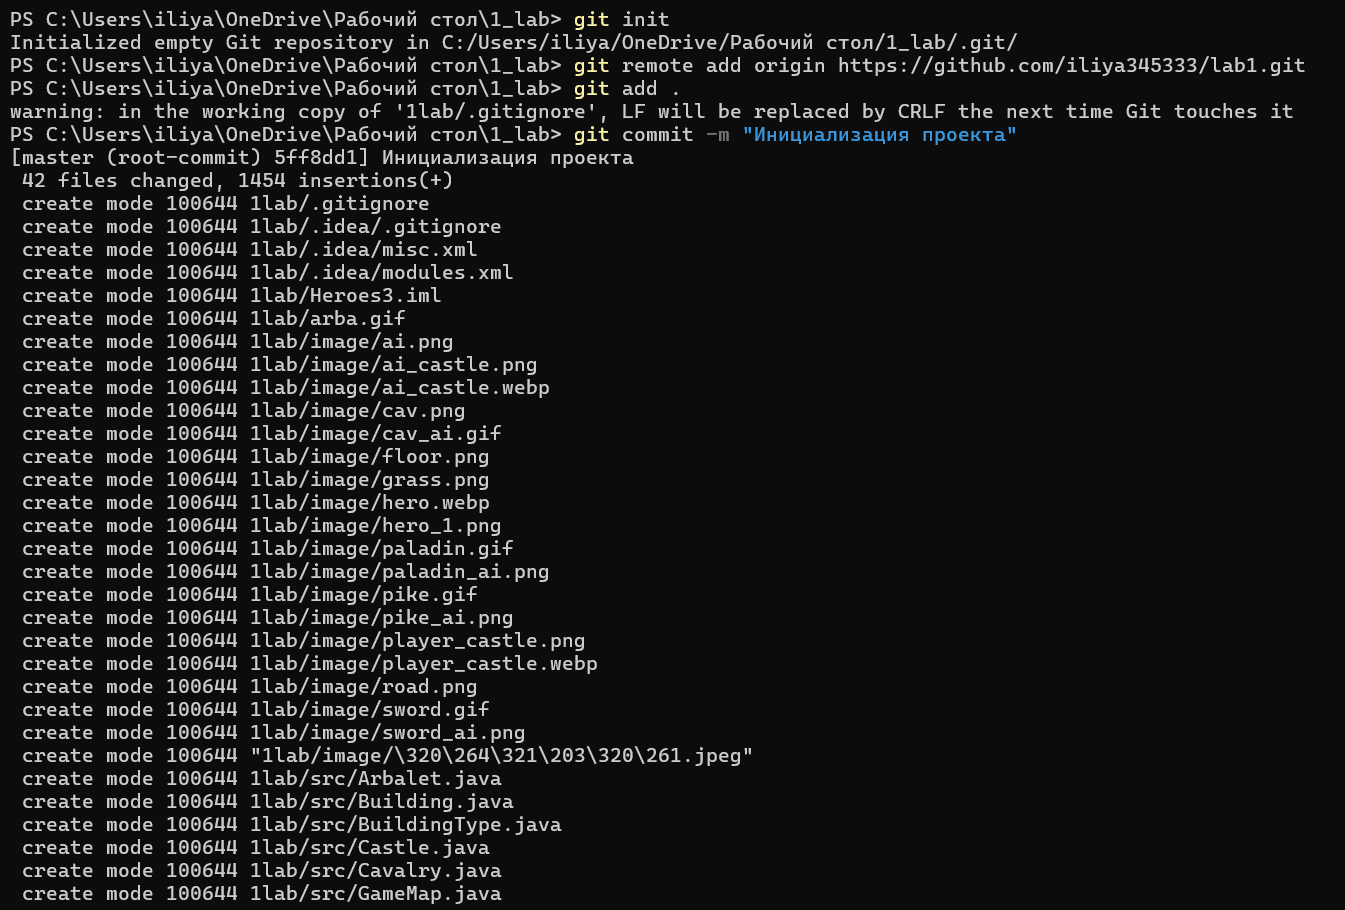 PS C:\Users\iliya\OneDrive\Рабочий стол\1_lab> git init
Initialized empty Git repository in C:/Users/iliya/OneDrive/Рабочий стол/1_lab/.git/
PS C:\Users\iliya\OneDrive\Рабочий стол\1_lab> git remote add origin https://github.com/iliya345333/lab1.git
PS C:\Users\iliya\OneDrive\Рабочий стол\1_lab> git add .
warning: in the working copy of '1lab/.gitignore', LF will be replaced by CRLF the next time Git touches it
PS C:\Users\iliya\OneDrive\Рабочий стол\1_lab> git commit -m "Инициализация проекта"
[master (root-commit) 5ff8dd1] Инициализация проекта
 42 files changed, 1454 insertions(+)
 create mode 100644 1lab/.gitignore
 create mode 100644 1lab/.idea/.gitignore
 create mode 100644 1lab/.idea/misc.xml
 create mode 100644 1lab/.idea/modules.xml
 create mode 100644 1lab/Heroes3.iml
 create mode 100644 1lab/arba.gif
 create mode 100644 1lab/image/ai.png
 create mode 100644 1lab/image/ai_castle.png
 create mode 100644 1lab/image/ai_castle.webp
 create mode 100644 1lab/image/cav.png
 create mode 100644 1lab/image/cav_ai.gif
 create mode 100644 1lab/image/floor.png
 create mode 100644 1lab/image/grass.png
 create mode 100644 1lab/image/hero.webp
 create mode 100644 1lab/image/hero_1.png
 create mode 100644 1lab/image/paladin.gif
 create mode 100644 1lab/image/paladin_ai.png
 create mode 100644 1lab/image/pike.gif
 create mode 100644 1lab/image/pike_ai.png
 create mode 100644 1lab/image/player_castle.png
 create mode 100644 1lab/image/player_castle.webp
 create mode 100644 1lab/image/road.png
 create mode 100644 1lab/image/sword.gif
 create mode 100644 1lab/image/sword_ai.png
 create mode 100644 "1lab/image/\320\264\321\203\320\261.jpeg"
 create mode 100644 1lab/src/Arbalet.java
 create mode 100644 1lab/src/Building.java
 create mode 100644 1lab/src/BuildingType.java
 create mode 100644 1lab/src/Castle.java
 create mode 100644 1lab/src/Cavalry.java
 create mode 100644 1lab/src/GameMap.java